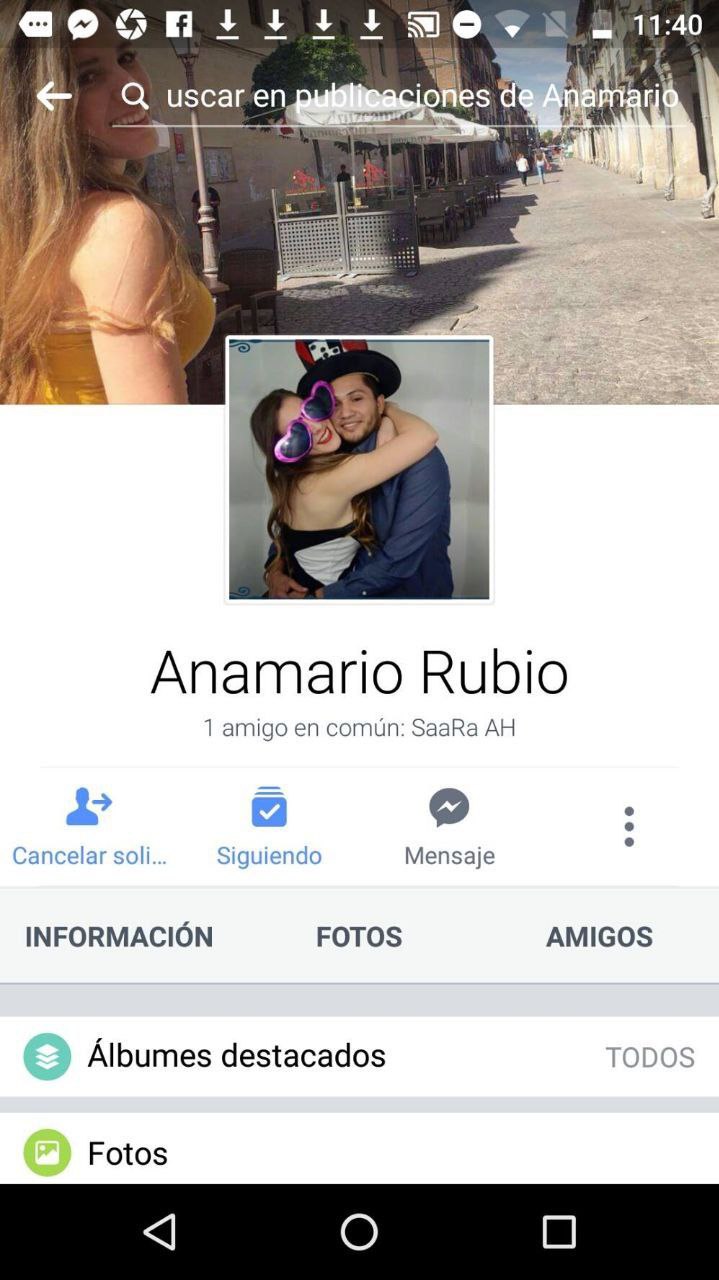 11:40
uscar en publicaciones de Anamario
Anamario Rubio
1 amigo en común: SaaRa AH
Cancelar soli...
Siguiendo
Mensaje
INFORMACIÓN
FOTOS
AMIGOS
Álbumes destacados
TODOS
Fotos